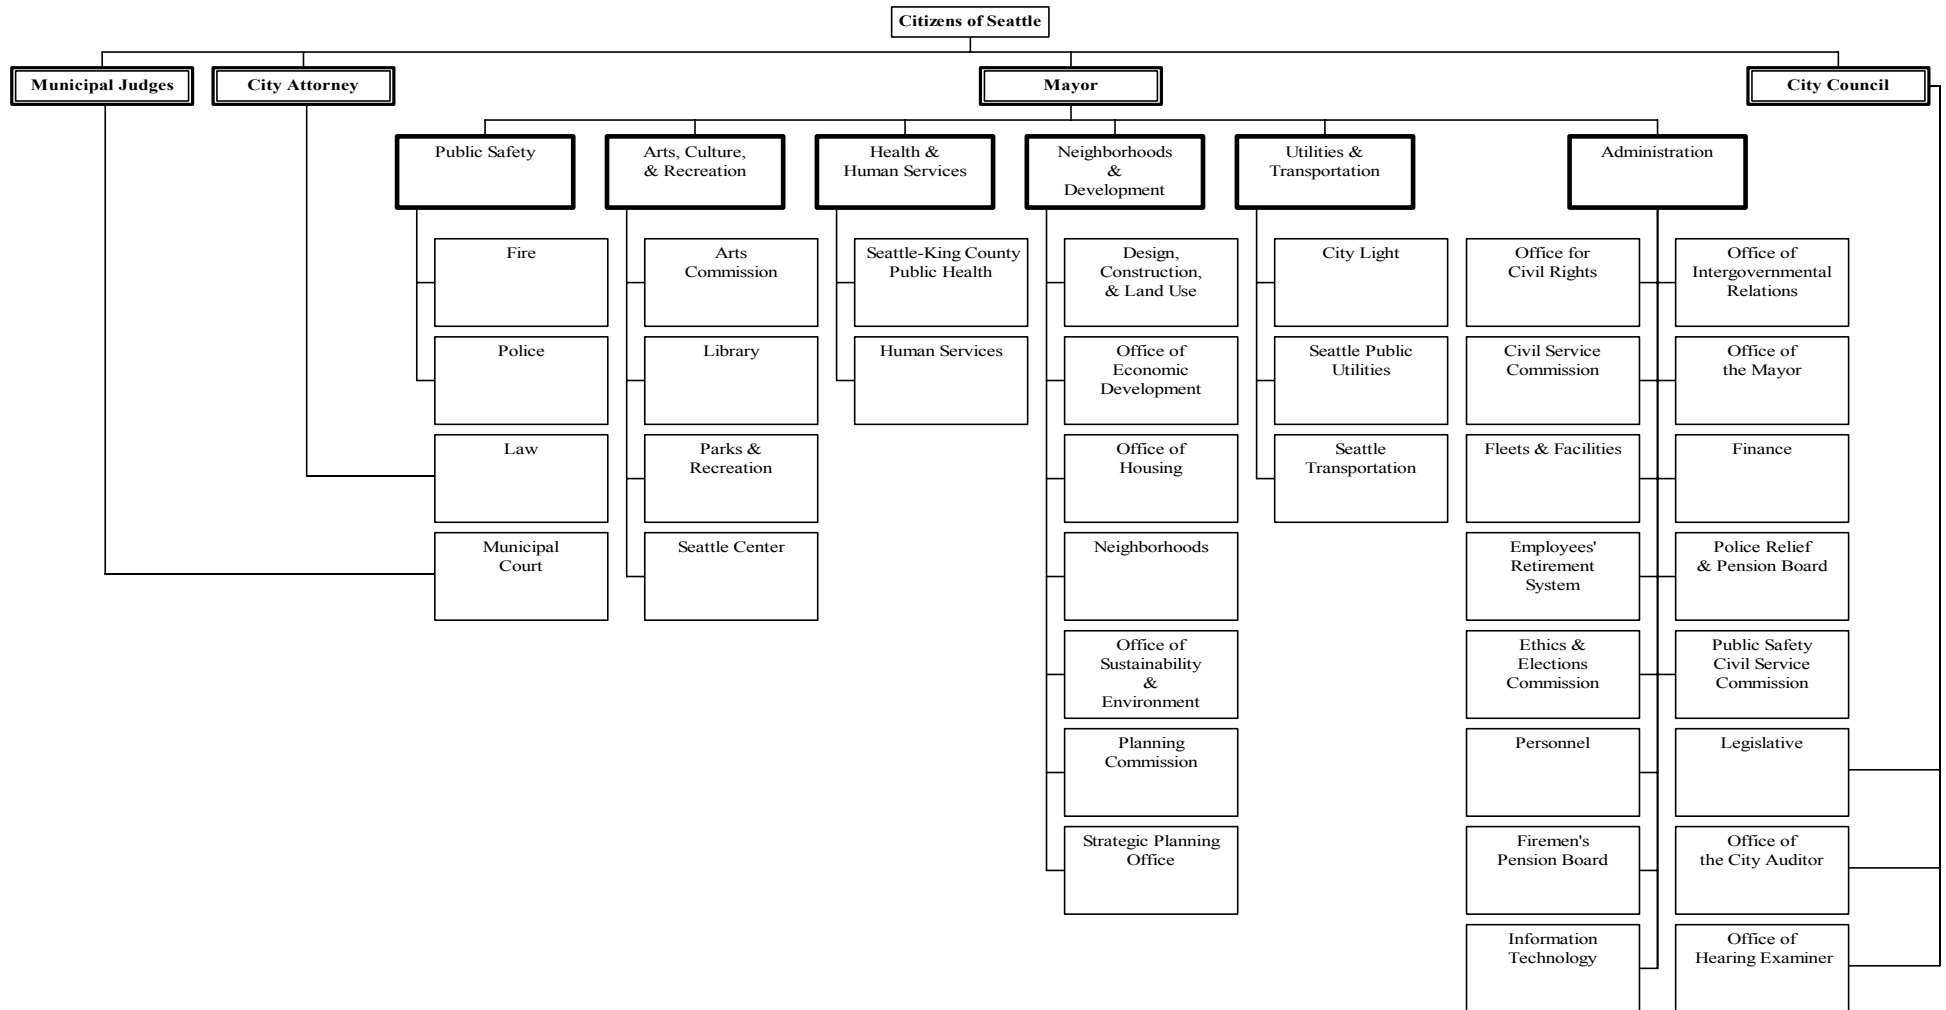 Citizens of Seattle
Municipal Judges
City Attorney
Mayor
City Council
Public Safety
Arts, Culture,
& Recreation
Health &
Human Services
Neighborhoods
&
Development
Utilities &
Transportation
Administration
Fire
Police
Law
Municipal
Court
Arts
Commission
Library
Parks &
Recreation
Seattle Center
Seattle-King County
Public Health
Human Services
Design,
Construction,
& Land Use
Office of
Economic
Development
Office of
Housing
Neighborhoods
Office of
Sustainability
&
Environment
Planning
Commission
Strategic Planning
Office
City Light
Seattle Public
Utilities
Seattle
Transportation
Office for
Civil Rights
Civil Service
Commission
Fleets & Facilities
Employees'
Retirement
System
Ethics &
Elections
Commission
Personnel
Firemen's
Pension Board
Information
Technology
Office of
Intergovernmental
Relations
Office of
the Mayor
Finance
Police Relief
& Pension Board
Public Safety
Civil Service
Commission
Legislative
Office of
the City Auditor
Office of
Hearing Examiner